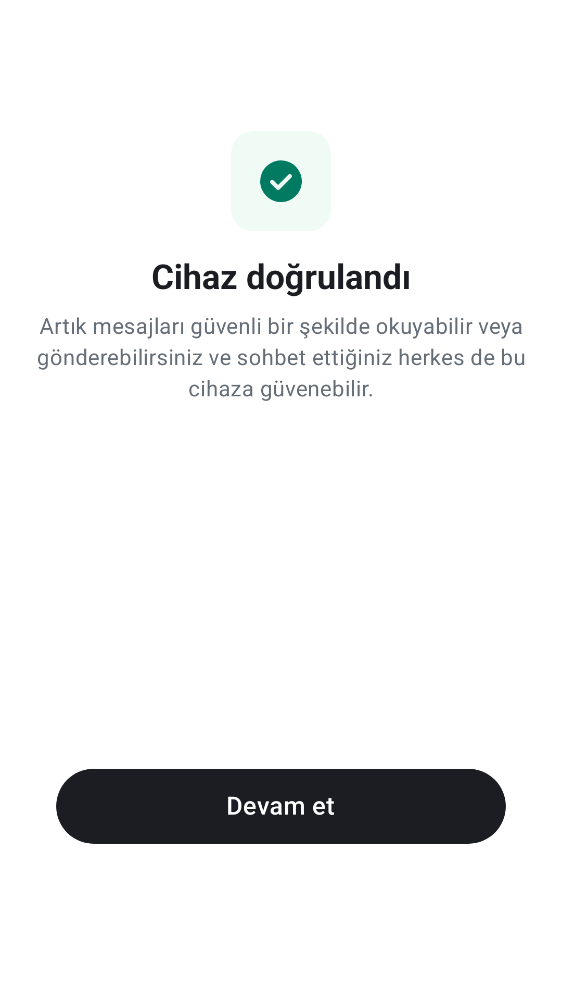 Cihaz doğrulandı
Artık mesajları güvenli bir şekilde okuyabilir veya
gönderebilirsiniz ve sohbet ettiğiniz herkes de bu
cihaza güvenebilir.
Devam et